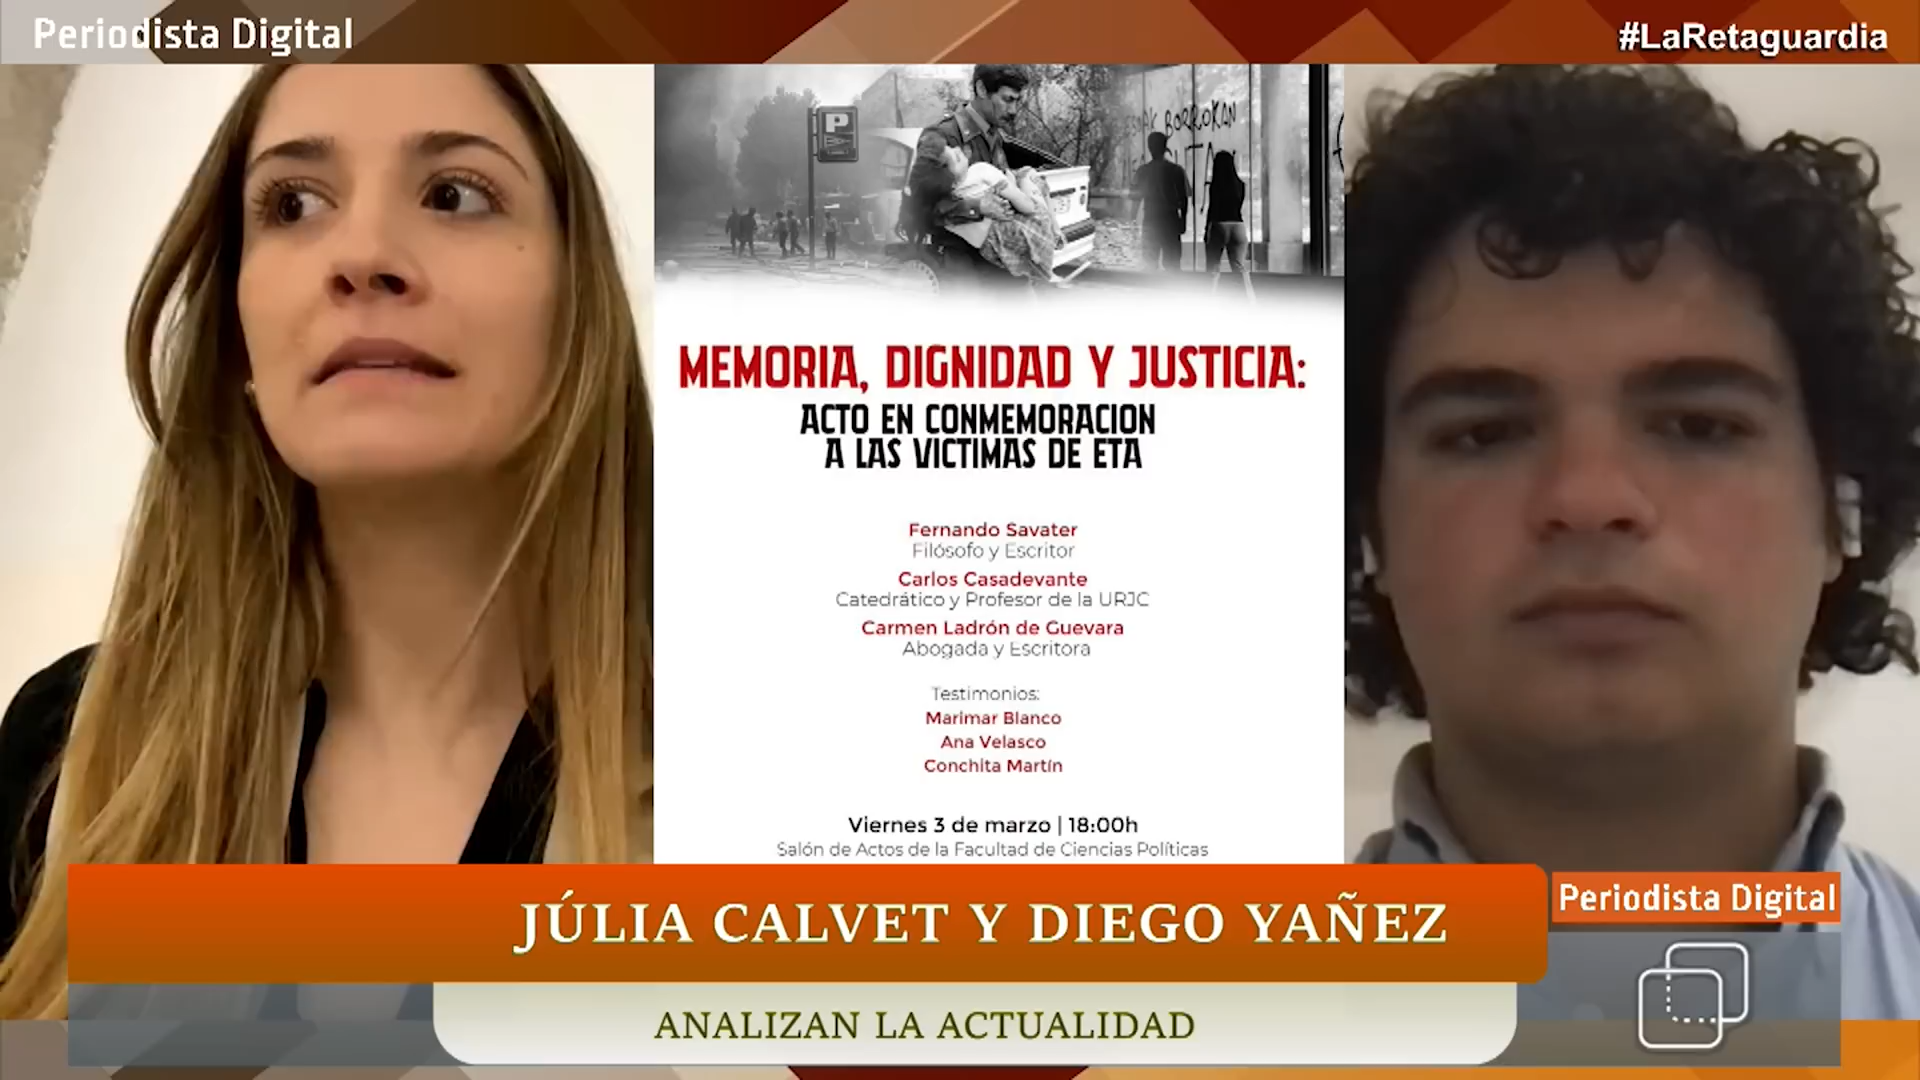 Periodista Digital
#LaRetaguardia
P
BORROKAN
MEMORIA, DIGNIDAD Y JUSTICIA:
ACTO EN CONMEMORACION
A LAS VICTIMAS DE ETA
Fernando Savater
Filósofo y Escritor
Carlos Casadevante
Catedrático y Profesor de la URJC
Carmen Ladrón de Guevara
Abogada y Escritora
Testimonios:
Marimar Blanco
Ana Velasco
Conchita Martín
Viernes 3 de marzo | 18:00h
Salón de Actos de la Facultad de Ciencias Políticas
JÚLIA CALVET Y DIEGO YAÑEZ
Periodista Digital
ANALIZAN LA ACTUALIDAD